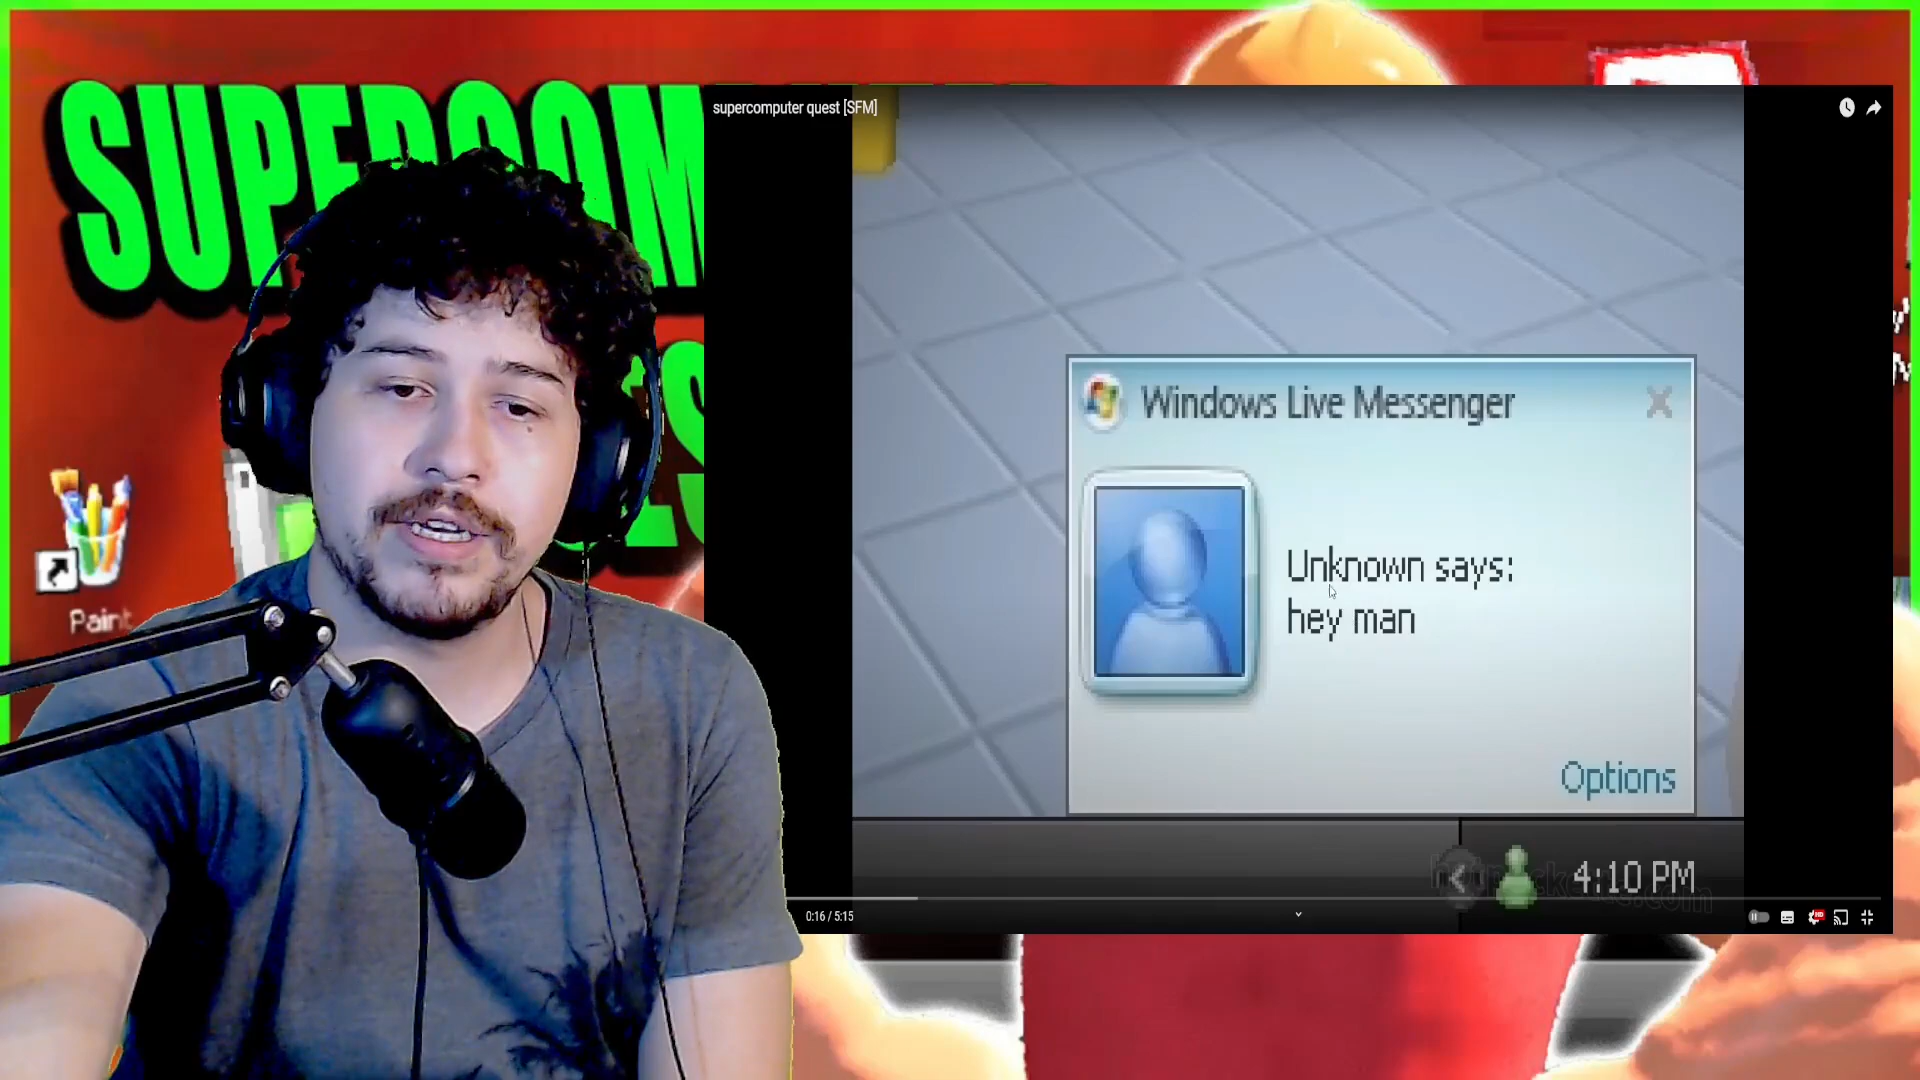 SUPERCOM
supercomputer quest [SFM]
Windows Live Messenger
Unknown says:
hey man
Options
Paint
4:10 PM
0:16 / 5:15